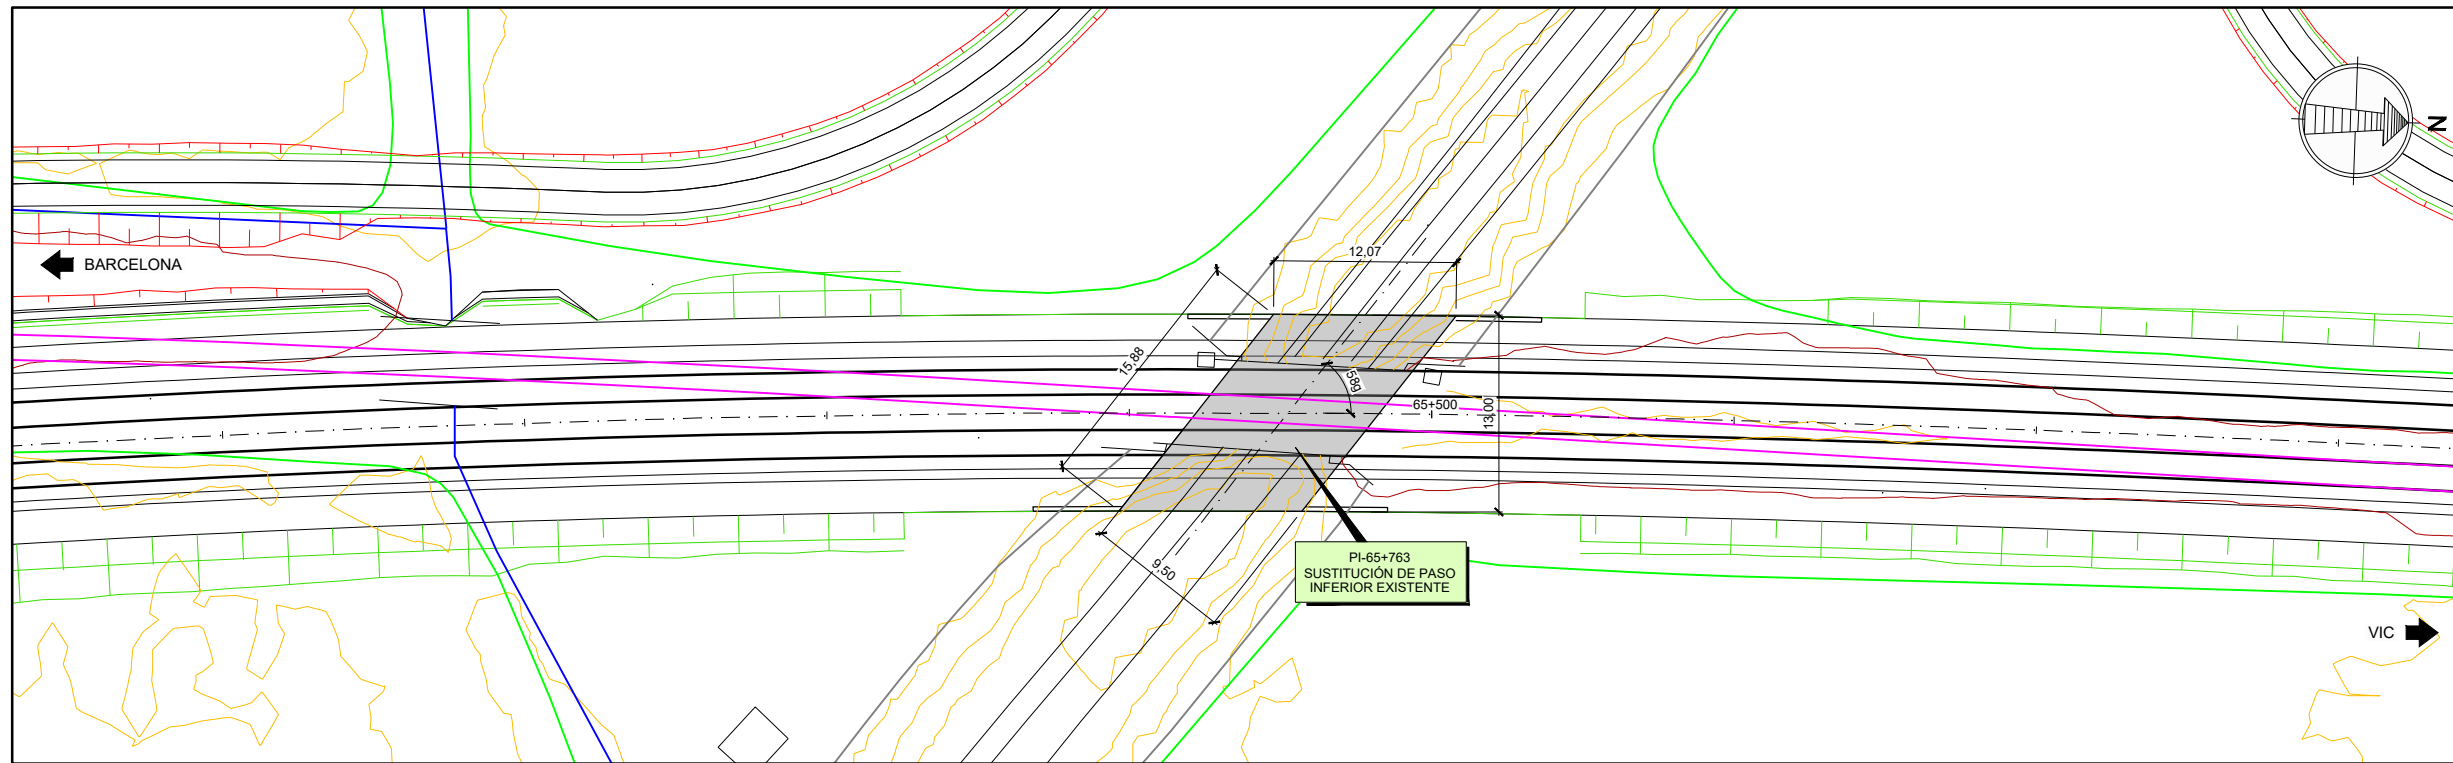 N
12,07
BARCELONA
15,88
58g
65+500
13,00
9,50
PI-65+763
SUSTITUCIÓN DE PASO
INFERIOR EXISTENTE
VIC